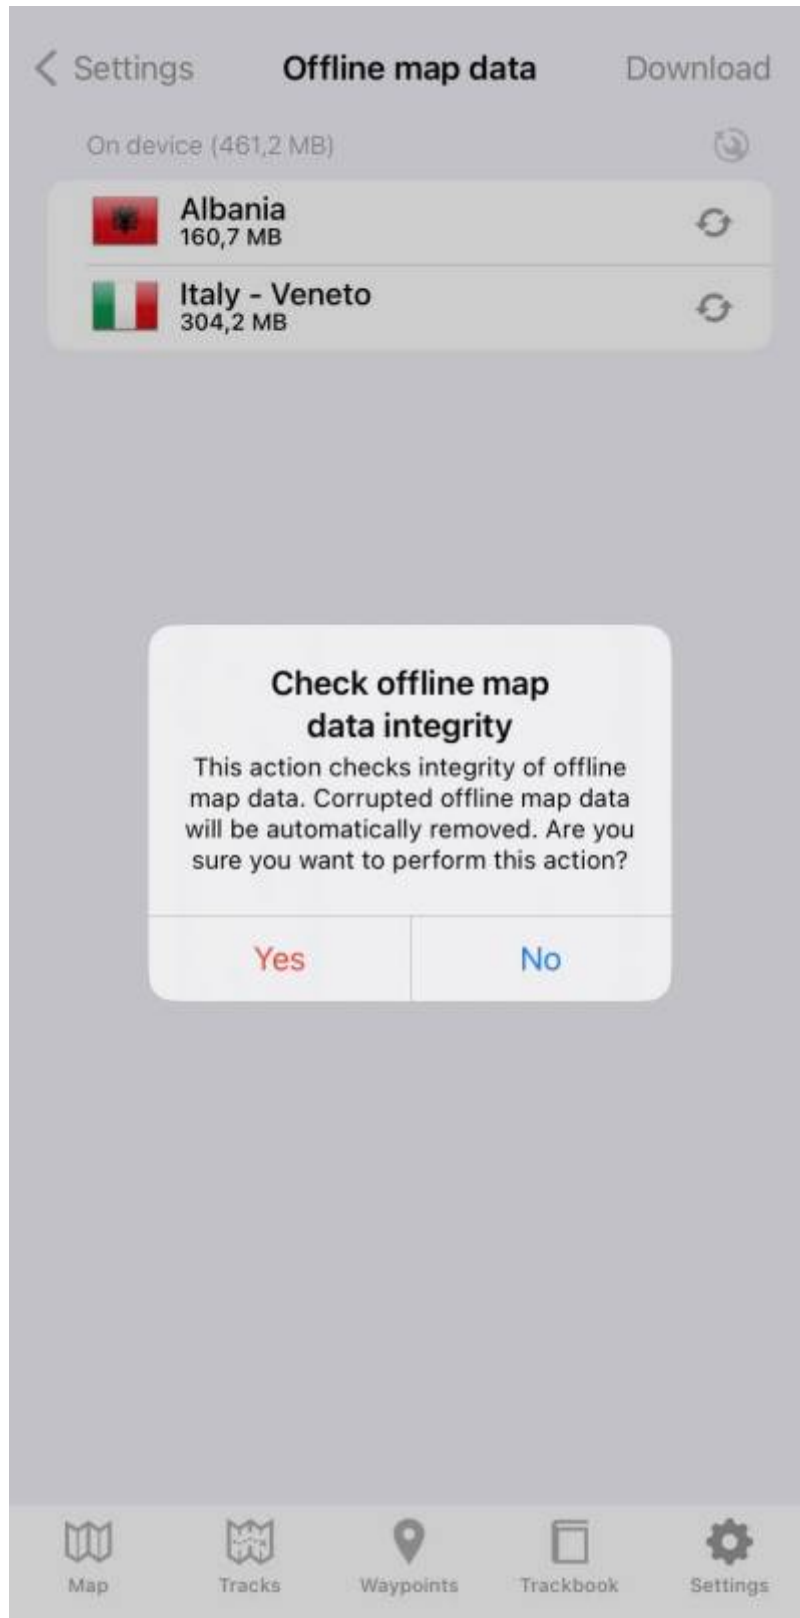 Settings
Offline map data
Download
On device (461,2 MB)
Albania
160,7 MB
Italy - Veneto
304,2 MB
Check offline map
data integrity
This action checks integrity of offline
map data. Corrupted offline map data
will be automatically removed. Are you
sure you want to perform this action?
Yes
No
Map
Tracks
Waypoints
Trackbook
Settings